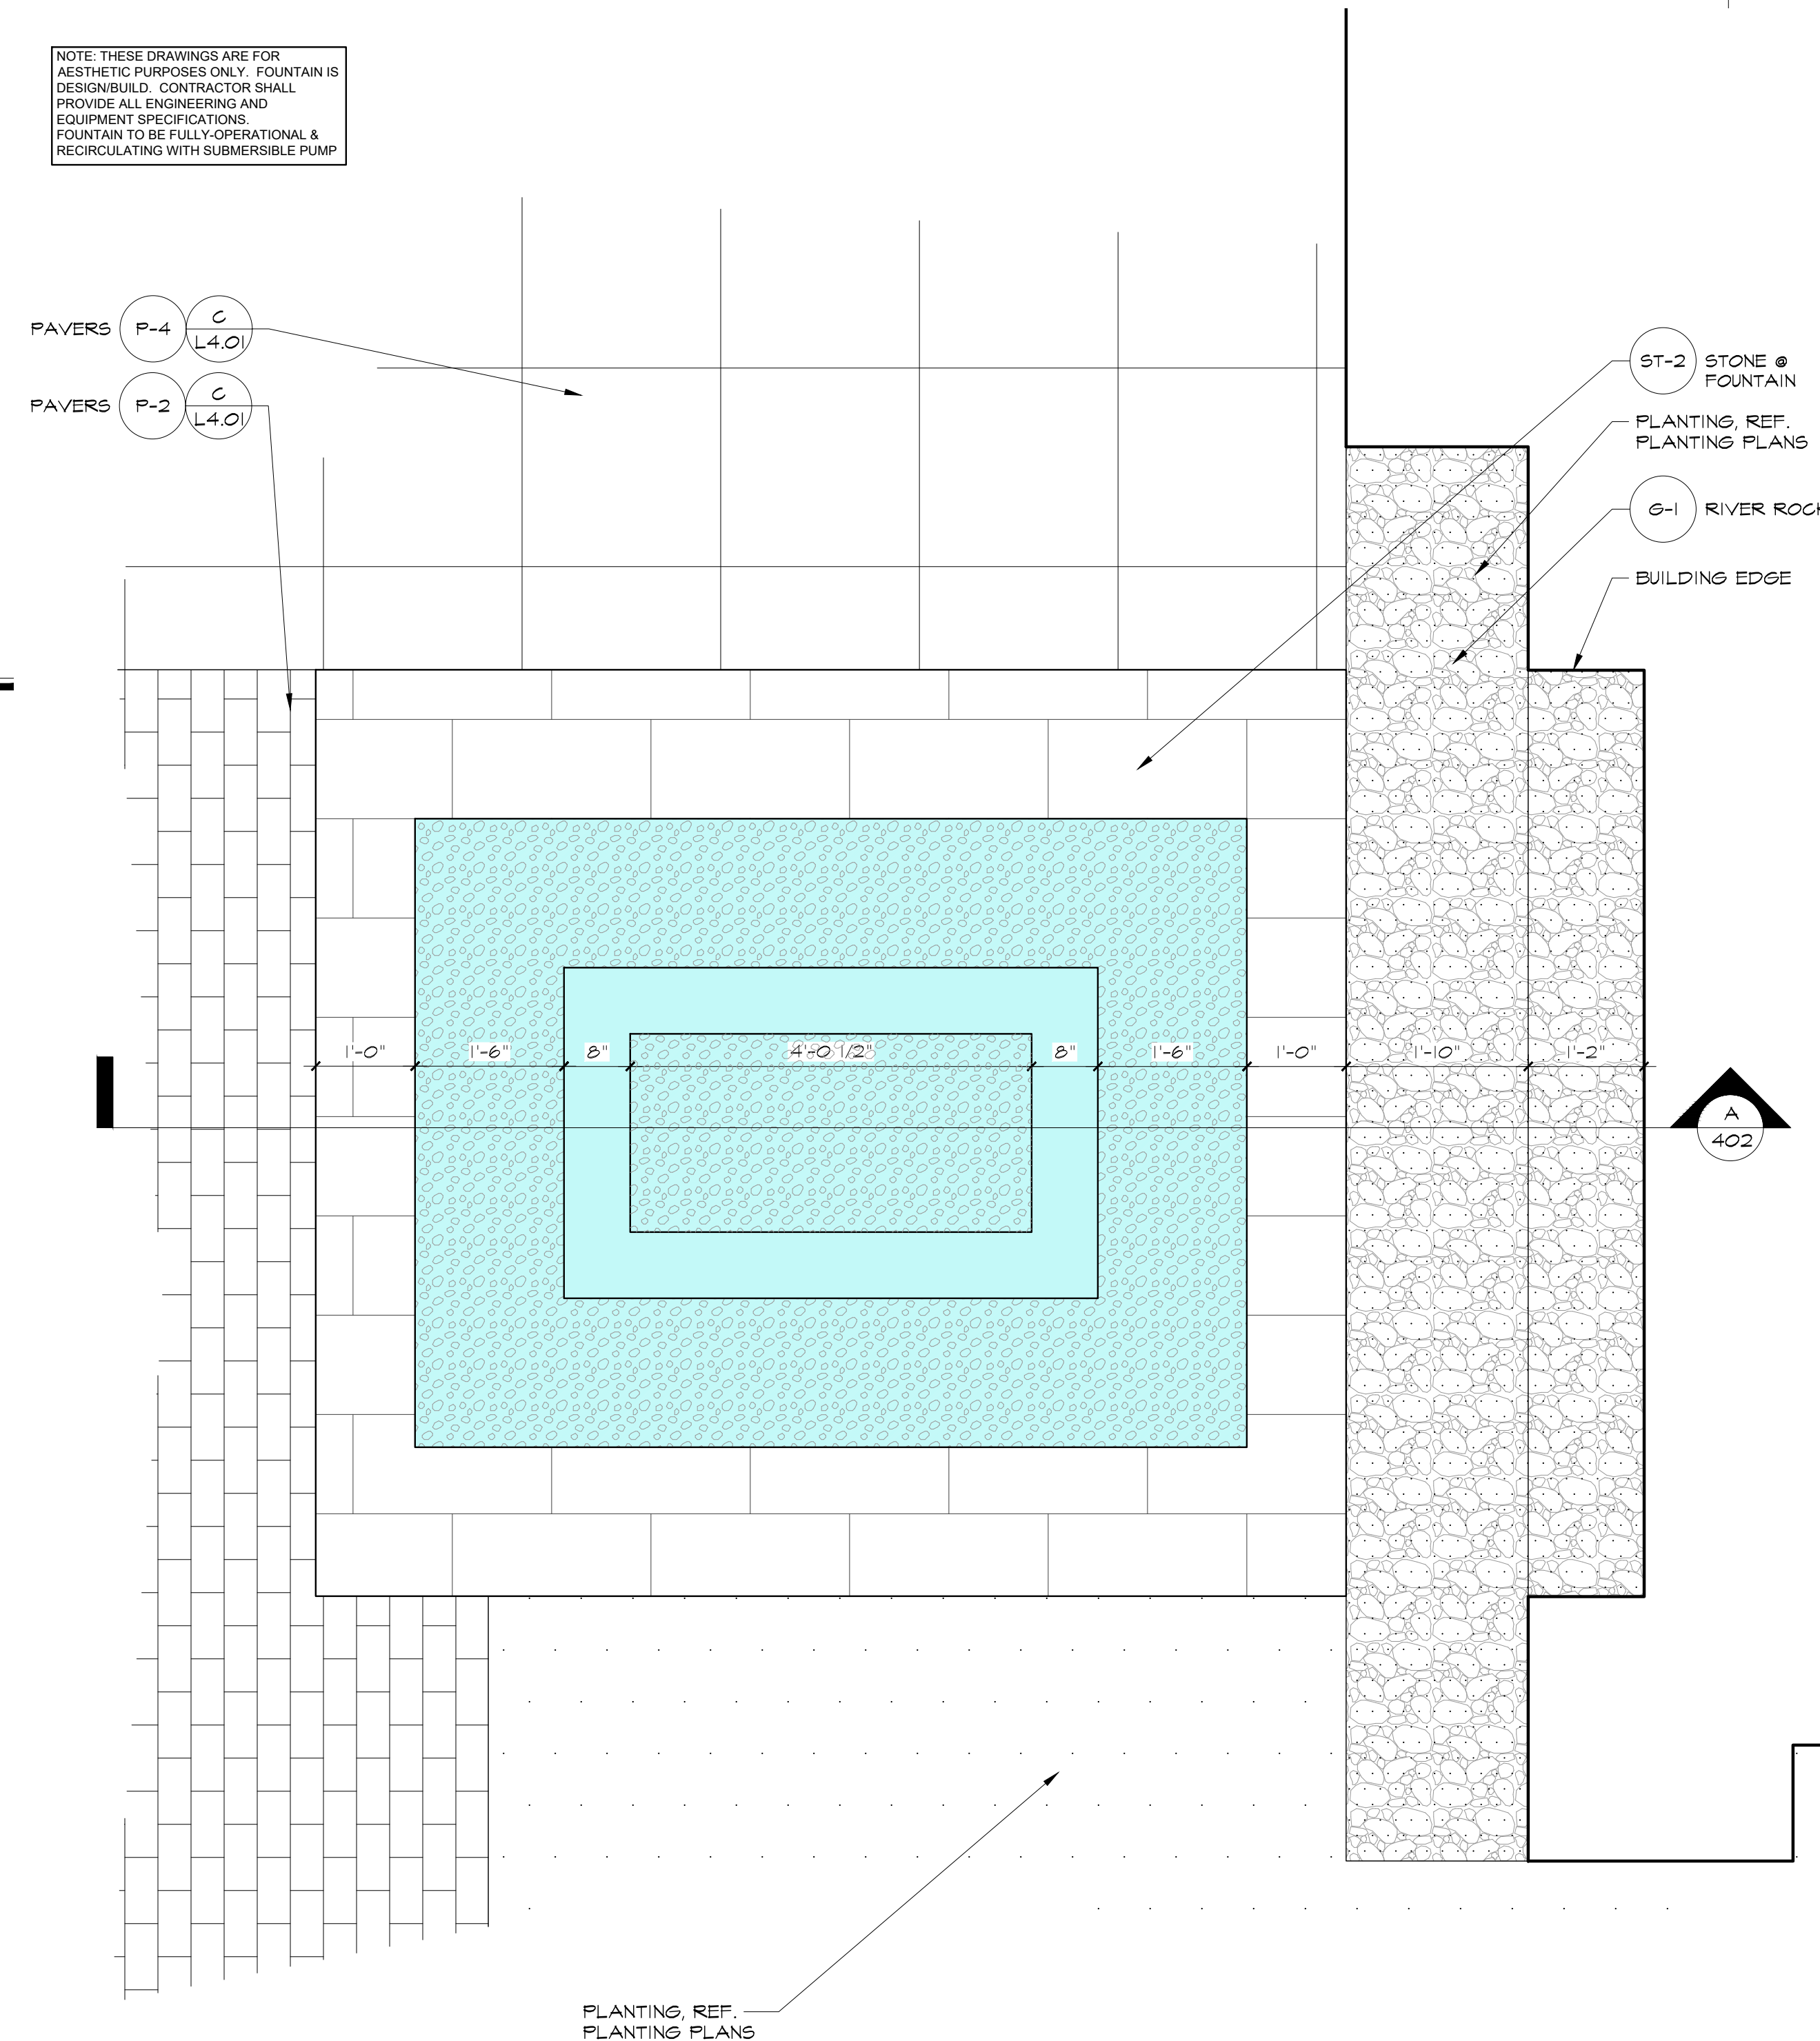 NOTE: THESE DRAWINGS ARE FOR
AESTHETIC PURPOSES ONLY. FOUNTAIN IS
DESIGN/BUILD. CONTRACTOR SHALL
PROVIDE ALL ENGINEERING AND
EQUIPMENT SPECIFICATIONS.
FOUNTAIN TO BE FULLY-OPERATIONAL &
RECIRCULATING WITH SUBMERSIBLE PUMP
PAVERS P-4 C
L4.01
PAVERS P-2 C
L4.01
ST-2 STONE @
FOUNTAIN
PLANTING, REF.
PLANTING PLANS
G-1 RIVER ROCK
BUILDING EDGE
1'-0" 1'-6" 8" 4'-0 1/2" 8" 1'-6" 1'-0" 1'-10" 1'-2"
A
402
PLANTING, REF.
PLANTING PLANS